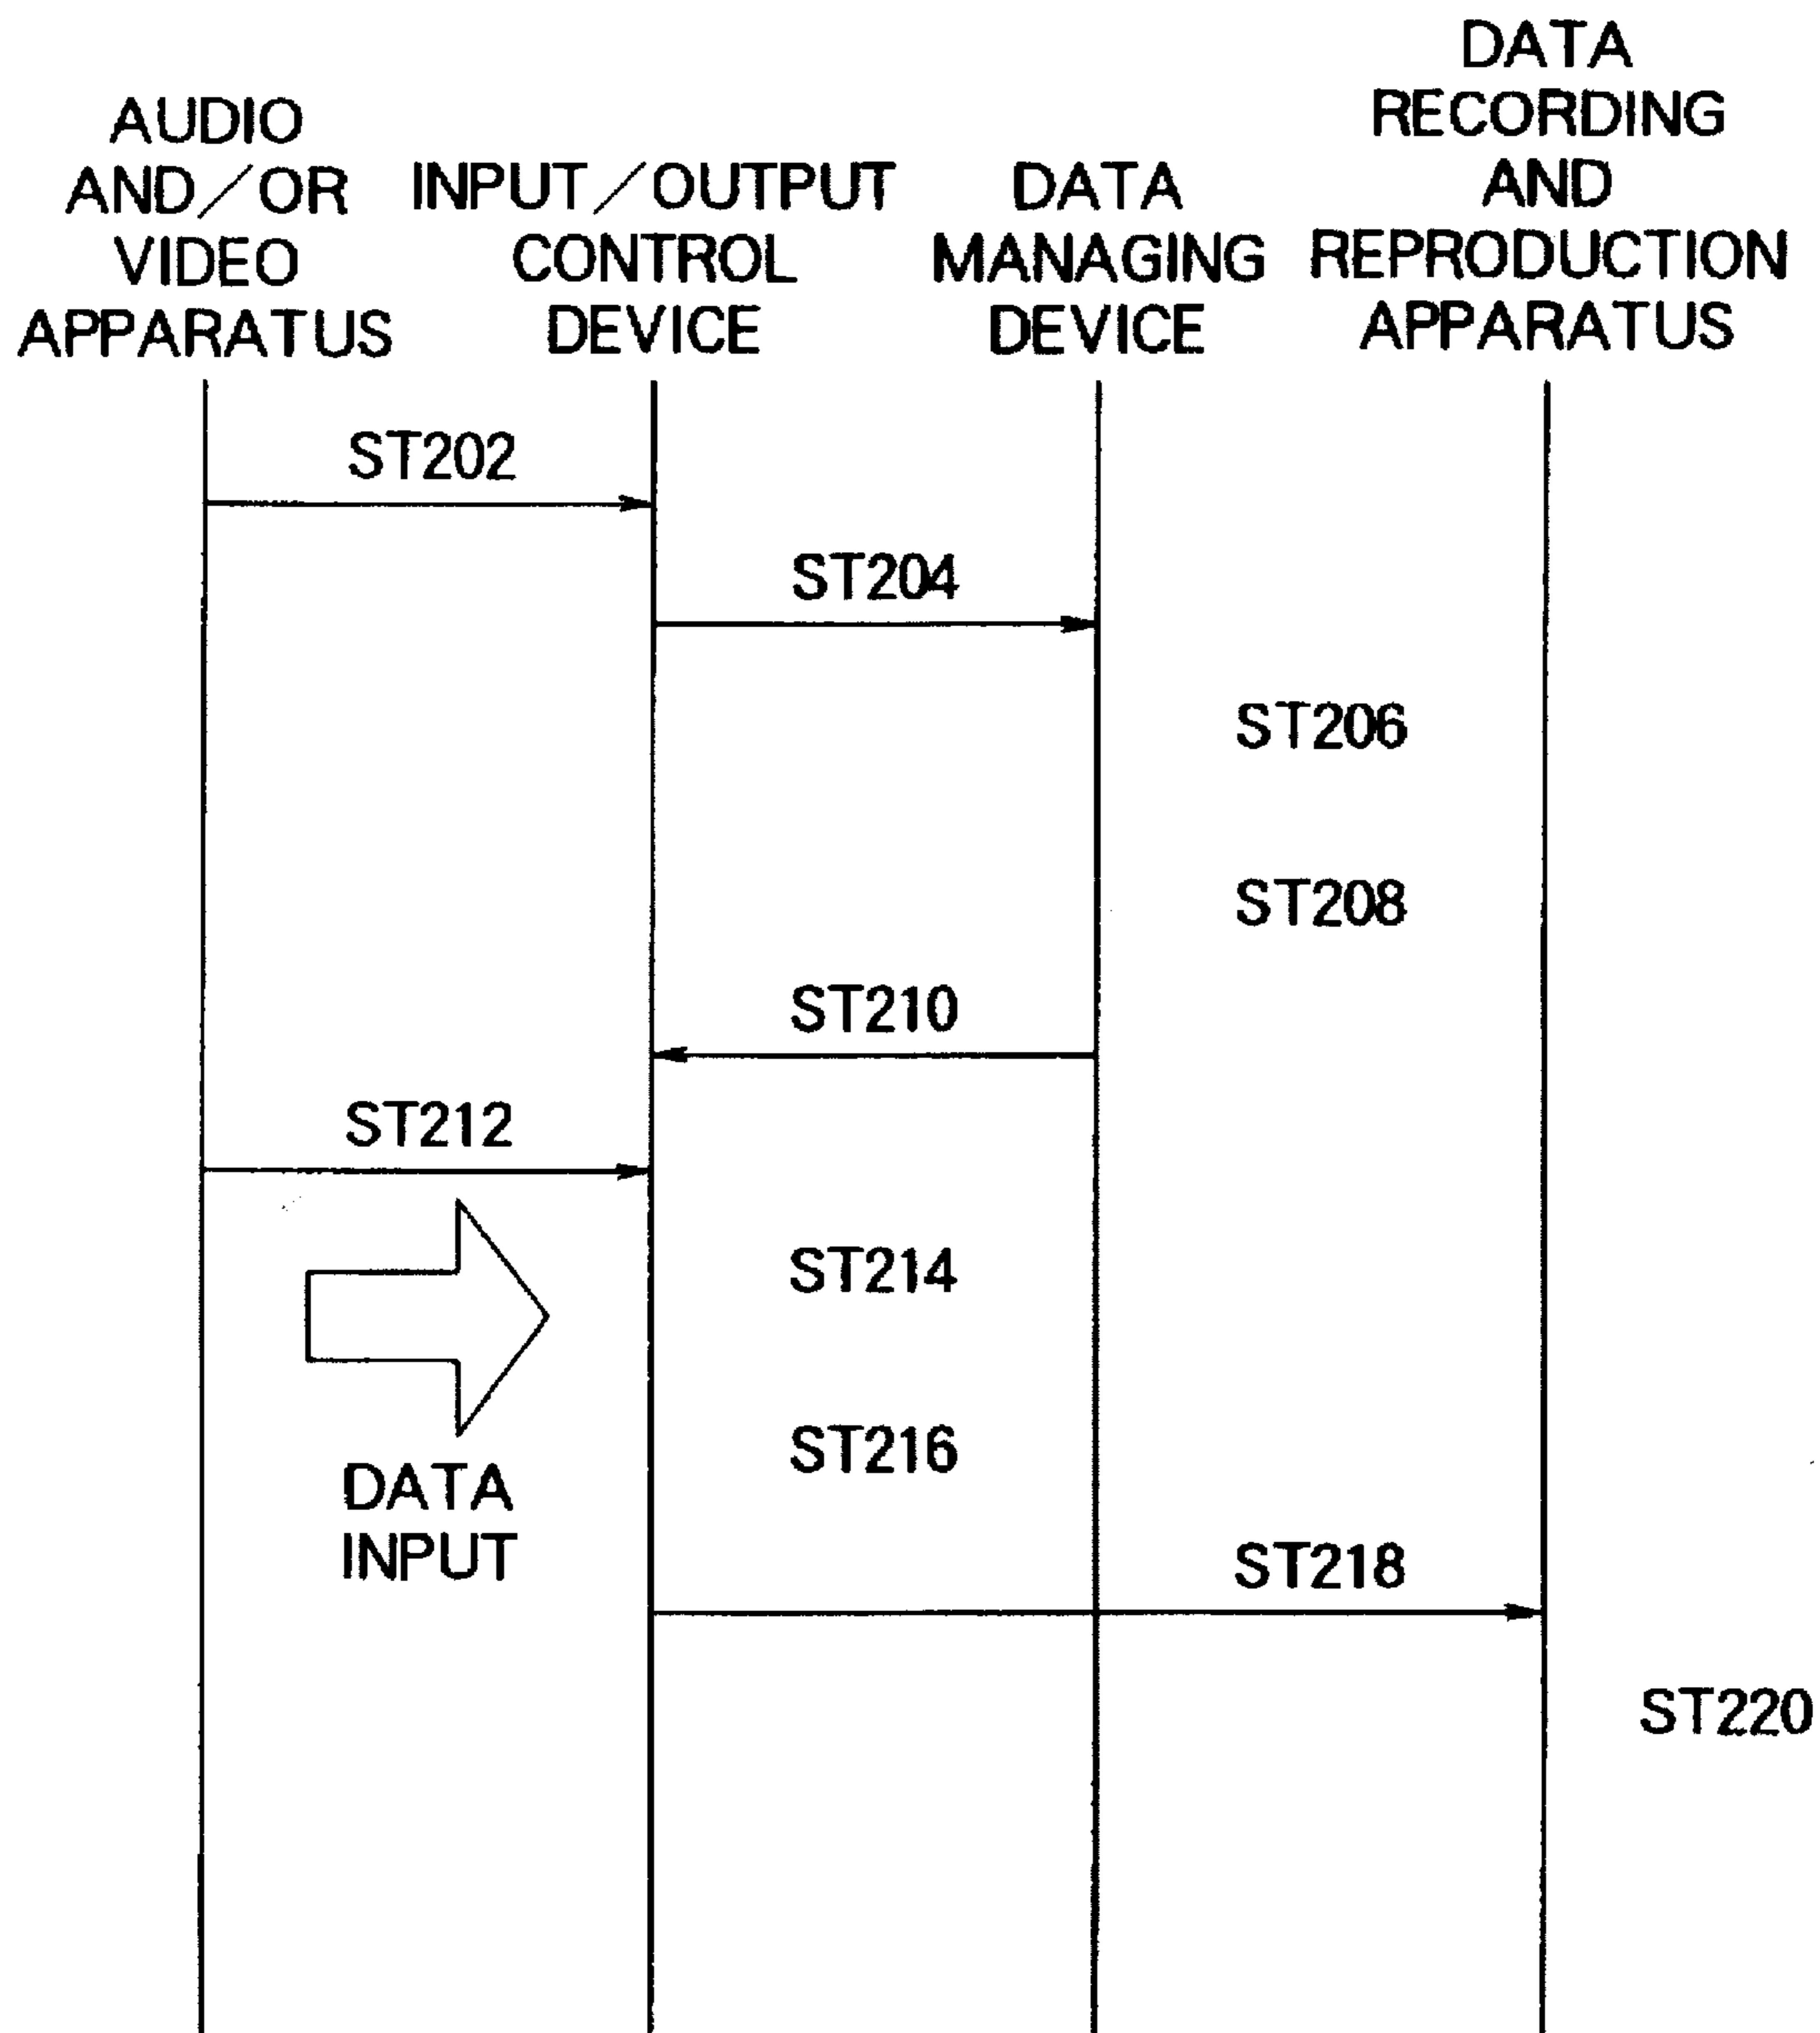 AUDIO
AND/OR
VIDEO
APPARATUS
INPUT/OUTPUT
CONTROL
DEVICE
DATA
MANAGING
DEVICE
DATA
RECORDING
AND
REPRODUCTION
APPARATUS
ST202
ST204
ST206
ST208
ST210
ST212
ST214
DATA
INPUT
ST216
ST218
ST220